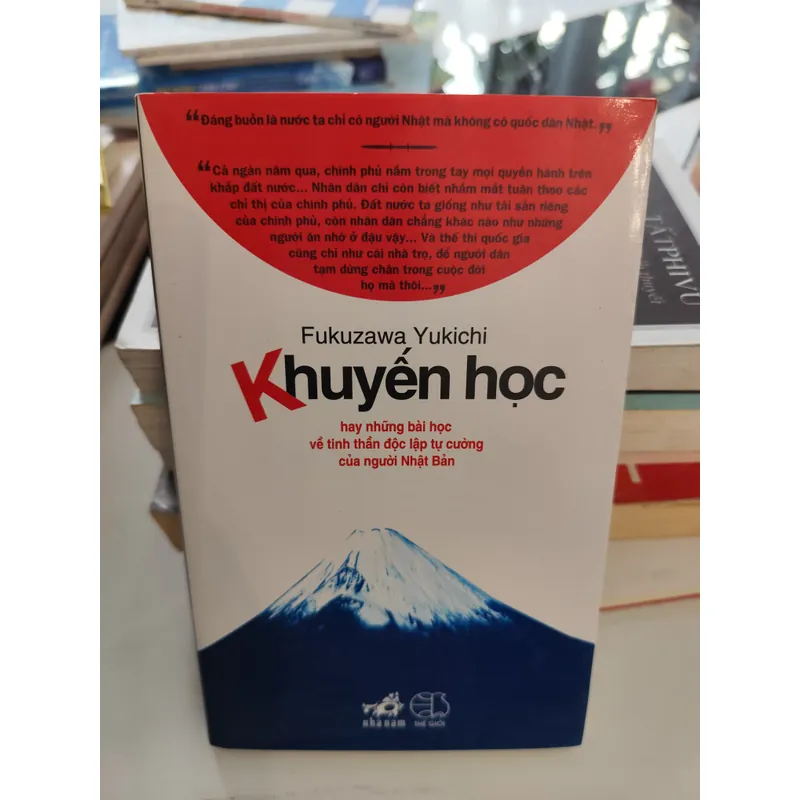 “Đáng buồn là nước ta chỉ có người Nhật mà không có quốc dân Nhật.”
“Cả ngàn năm qua, chính phủ nắm trong tay mọi quyền hành trên
khắp đất nước... Nhân dân chỉ còn biết nhắm mắt tuân theo các
chỉ thị của chính phủ. Đất nước ta giống như tài sản riêng
của chính phủ, còn nhân dân chẳng khác nào như những
người ăn nhờ ở đậu vậy... Và thế thì quốc gia
cũng chỉ như cái nhà trọ, để người dân
tạm dừng chân trong cuộc đời
họ mà thôi...”
Fukuzawa Yukichi
Khuyến học
hay những bài học
về tinh thần độc lập tự cường
của người Nhật Bản
nhã nam
THẾ GIỚI
TẤTPHIVŨ
thuyết